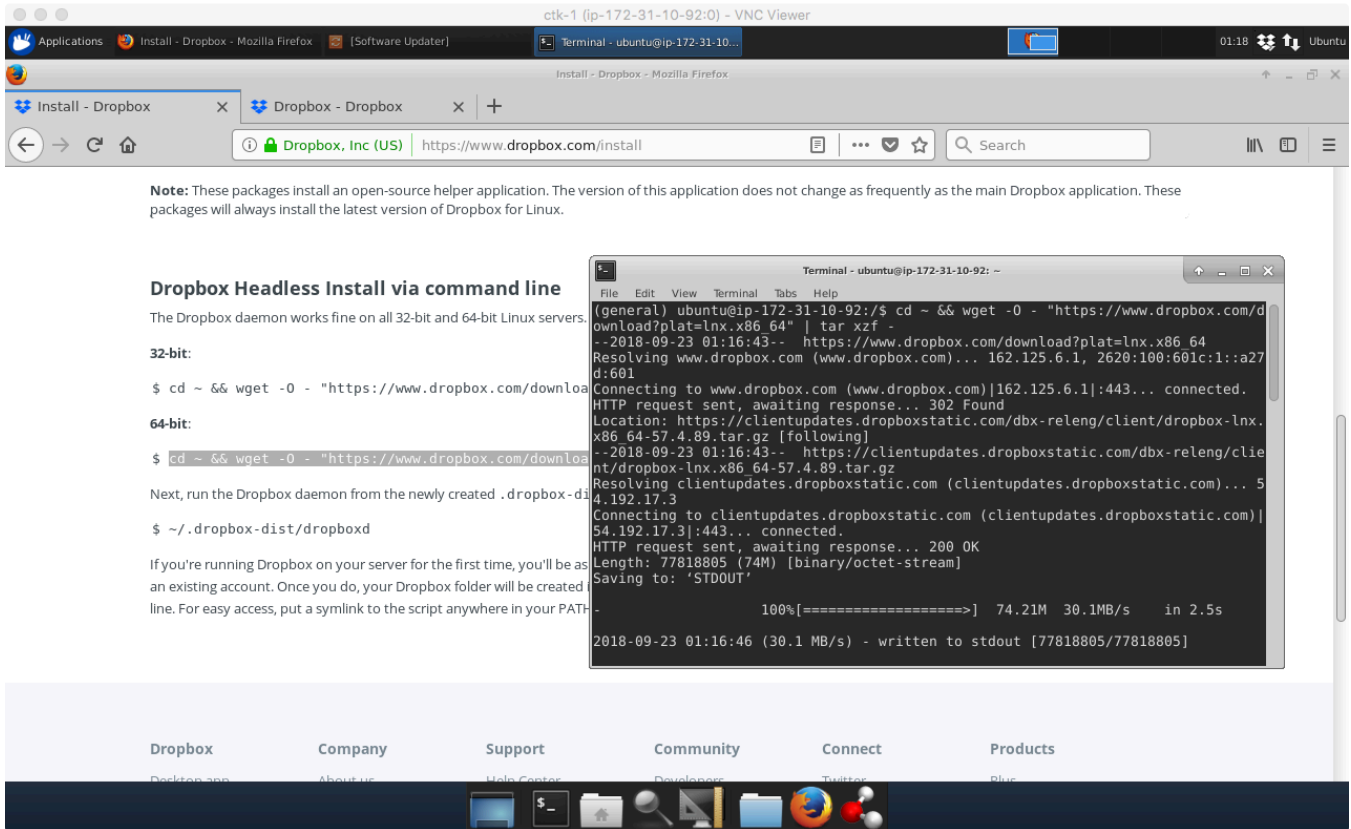 ctk-1 (ip-172-31-10-92:0) - VNC Viewer
Applications Install - Dropbox - Mozilla Firefox [Software Updater] Terminal - ubuntu@ip-172-31-10... 01:18 Ubuntu
Install - Dropbox - Mozilla Firefox
Install - Dropbox Dropbox - Dropbox
Dropbox, Inc (US) https://www.dropbox.com/install Search
Note: These packages install an open-source helper application. The version of this application does not change as frequently as the main Dropbox application. These
packages will always install the latest version of Dropbox for Linux.
Dropbox Headless Install via command line
The Dropbox daemon works fine on all 32-bit and 64-bit Linux servers.
32-bit:
$ cd ~ && wget -O - "https://www.dropbox.com/downloa
64-bit:
$ cd ~ && wget -O - "https://www.dropbox.com/downloa
Next, run the Dropbox daemon from the newly created .dropbox-di
$ ~/.dropbox-dist/dropboxd
If you're running Dropbox on your server for the first time, you'll be as
an existing account. Once you do, your Dropbox folder will be created i
line. For easy access, put a symlink to the script anywhere in your PATH
Terminal - ubuntu@ip-172-31-10-92: ~
File Edit View Terminal Tabs Help
(general) ubuntu@ip-172-31-10-92:/$ cd ~ && wget -O - "https://www.dropbox.com/d
ownload?plat=lnx.x86_64" | tar xzf -
--2018-09-23 01:16:43-- https://www.dropbox.com/download?plat=lnx.x86_64
Resolving www.dropbox.com (www.dropbox.com)... 162.125.6.1, 2620:100:601c:1::a27
d:601
Connecting to www.dropbox.com (www.dropbox.com)|162.125.6.1|:443... connected.
HTTP request sent, awaiting response... 302 Found
Location: https://clientupdates.dropboxstatic.com/dbx-releng/client/dropbox-lnx.
x86_64-57.4.89.tar.gz [following]
--2018-09-23 01:16:43-- https://clientupdates.dropboxstatic.com/dbx-releng/clie
nt/dropbox-lnx.x86_64-57.4.89.tar.gz
Resolving clientupdates.dropboxstatic.com (clientupdates.dropboxstatic.com)... 5
4.192.17.3
Connecting to clientupdates.dropboxstatic.com (clientupdates.dropboxstatic.com)|
54.192.17.3|:443... connected.
HTTP request sent, awaiting response... 200 OK
Length: 77818805 (74M) [binary/octet-stream]
Saving to: ‘STDOUT’
- 100%[===================>] 74.21M 30.1MB/s in 2.5s
2018-09-23 01:16:46 (30.1 MB/s) - written to stdout [77818805/77818805]
Dropbox Company Support Community Connect Products
Desktop app About us Help Center Developers Twitter Plus